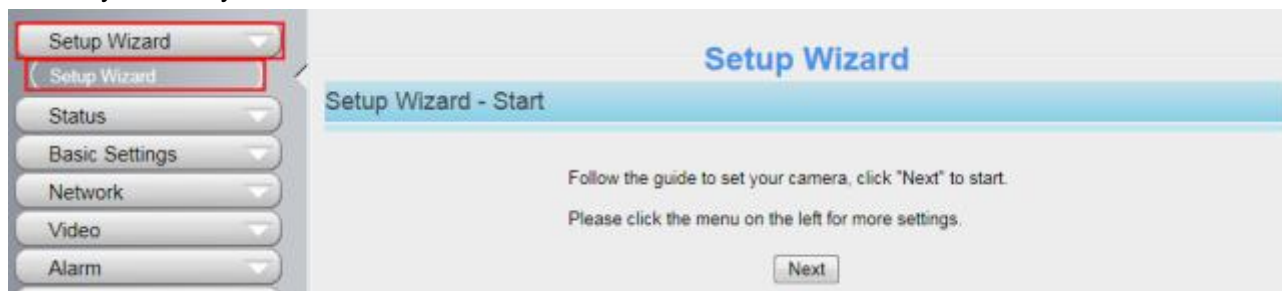 Setup Wizard
Setup Wizard
Status
Basic Settings
Network
Video
Alarm
Setup Wizard
Setup Wizard - Start
Follow the guide to set your camera, click "Next" to start.
Please click the menu on the left for more settings.
Next